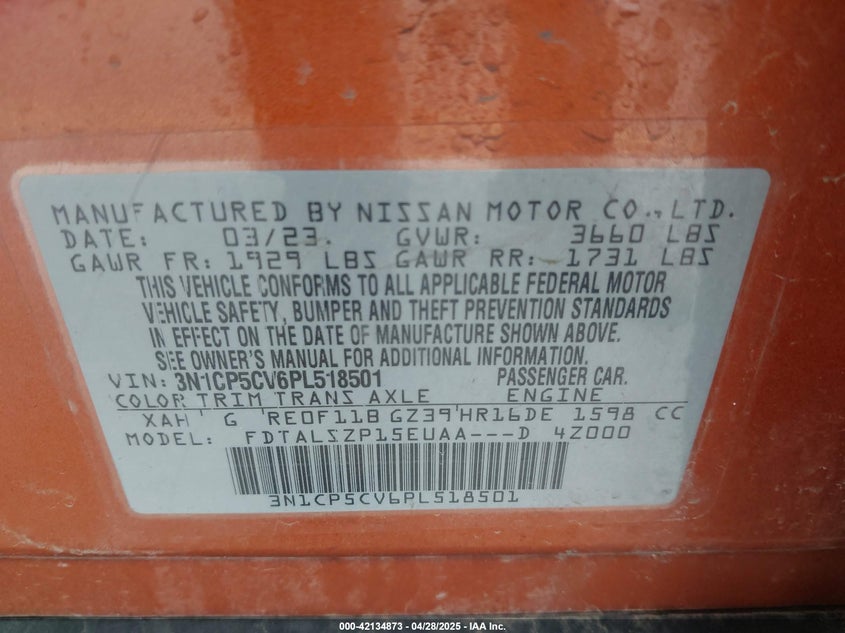 MANUFACTURED BY NISSAN MOTOR CO., LTD.
DATE: 03/23. GVWR: 3660 LBS
GAWR FR: 1929 LBS GAWR RR: 1731 LBS
THIS VEHICLE CONFORMS TO ALL APPLICABLE FEDERAL MOTOR
VEHICLE SAFETY, BUMPER AND THEFT PREVENTION STANDARDS
IN EFFECT ON THE DATE OF MANUFACTURE SHOWN ABOVE.
SEE OWNER'S MANUAL FOR ADDITIONAL INFORMATION.
VIN: 3N1CP5CV6PL518501 PASSENGER CAR.
COLOR TRIM TRANS AXLE ENGINE
XAH G RE0F11B GZ39 HR16DE 1598 CC
MODEL: FDTALSZP15EUAA---D 4Z000
3N1CP5CV6PL518501
000-42134873 - 04/28/2025 - IAA Inc.